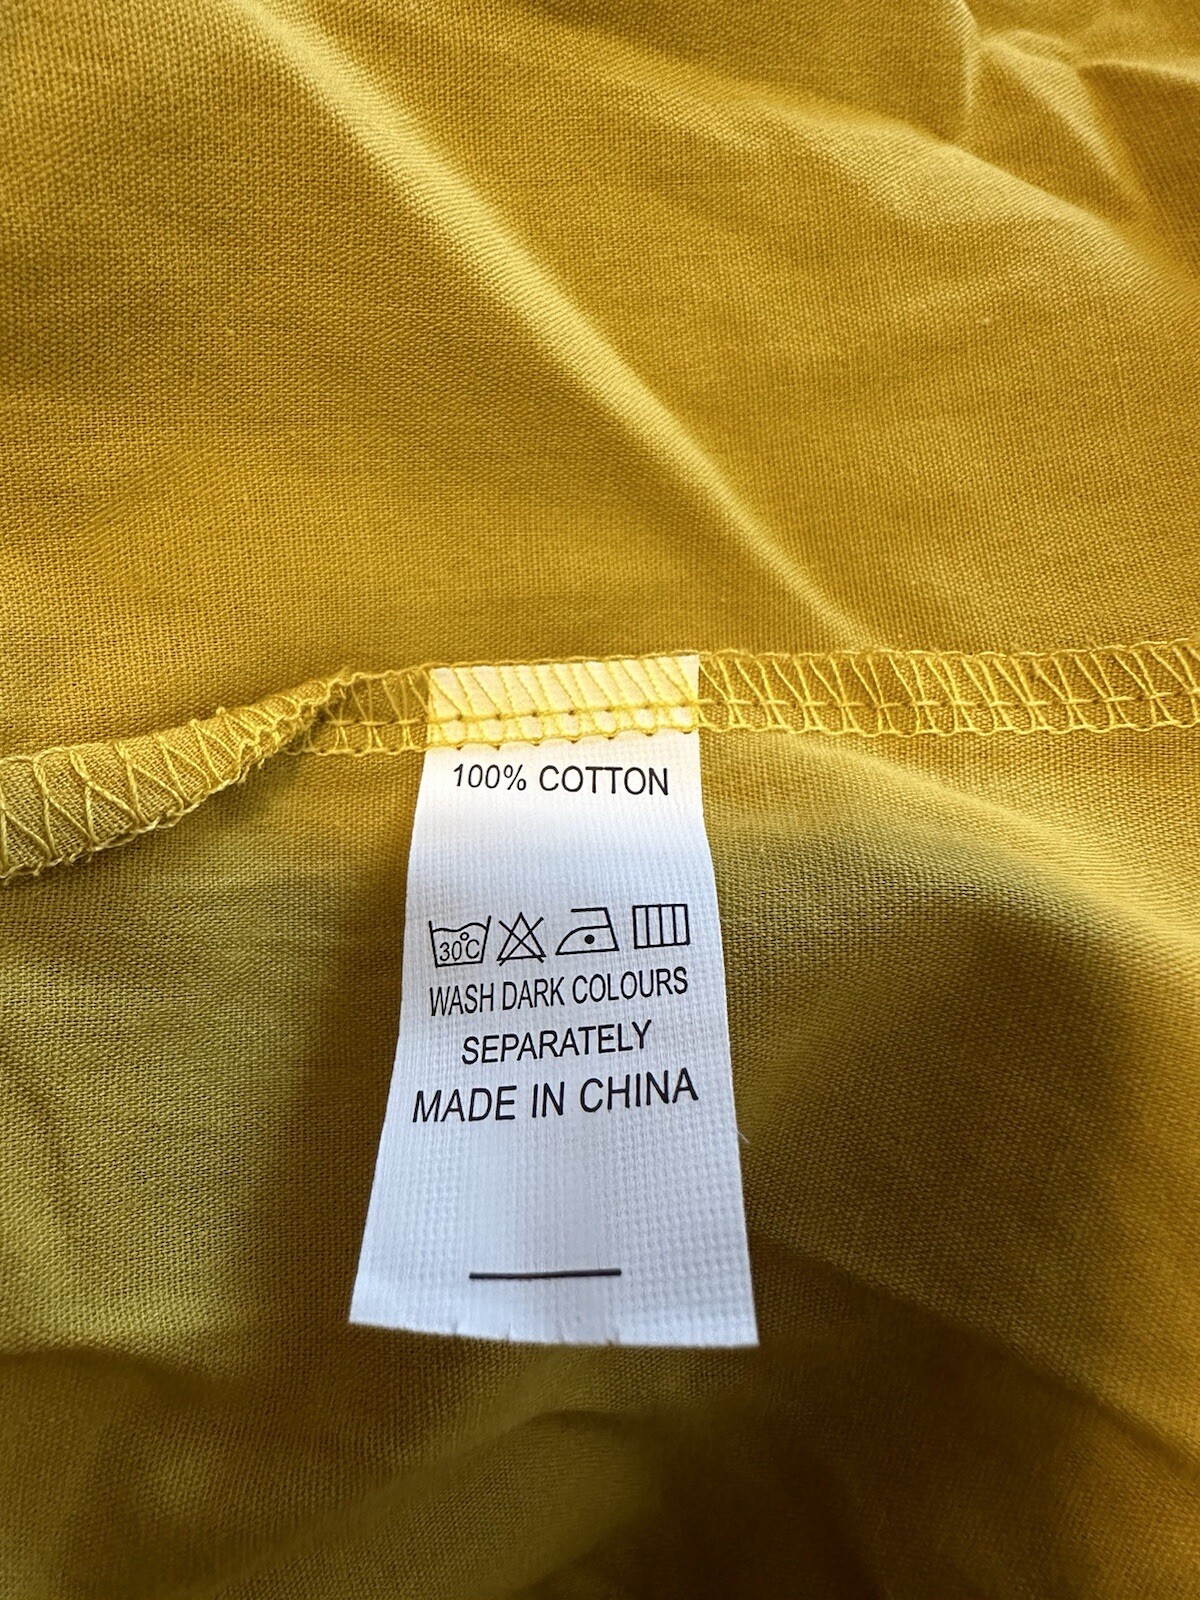 100% COTTON
30°C
WASH DARK COLOURS
SEPARATELY
MADE IN CHINA